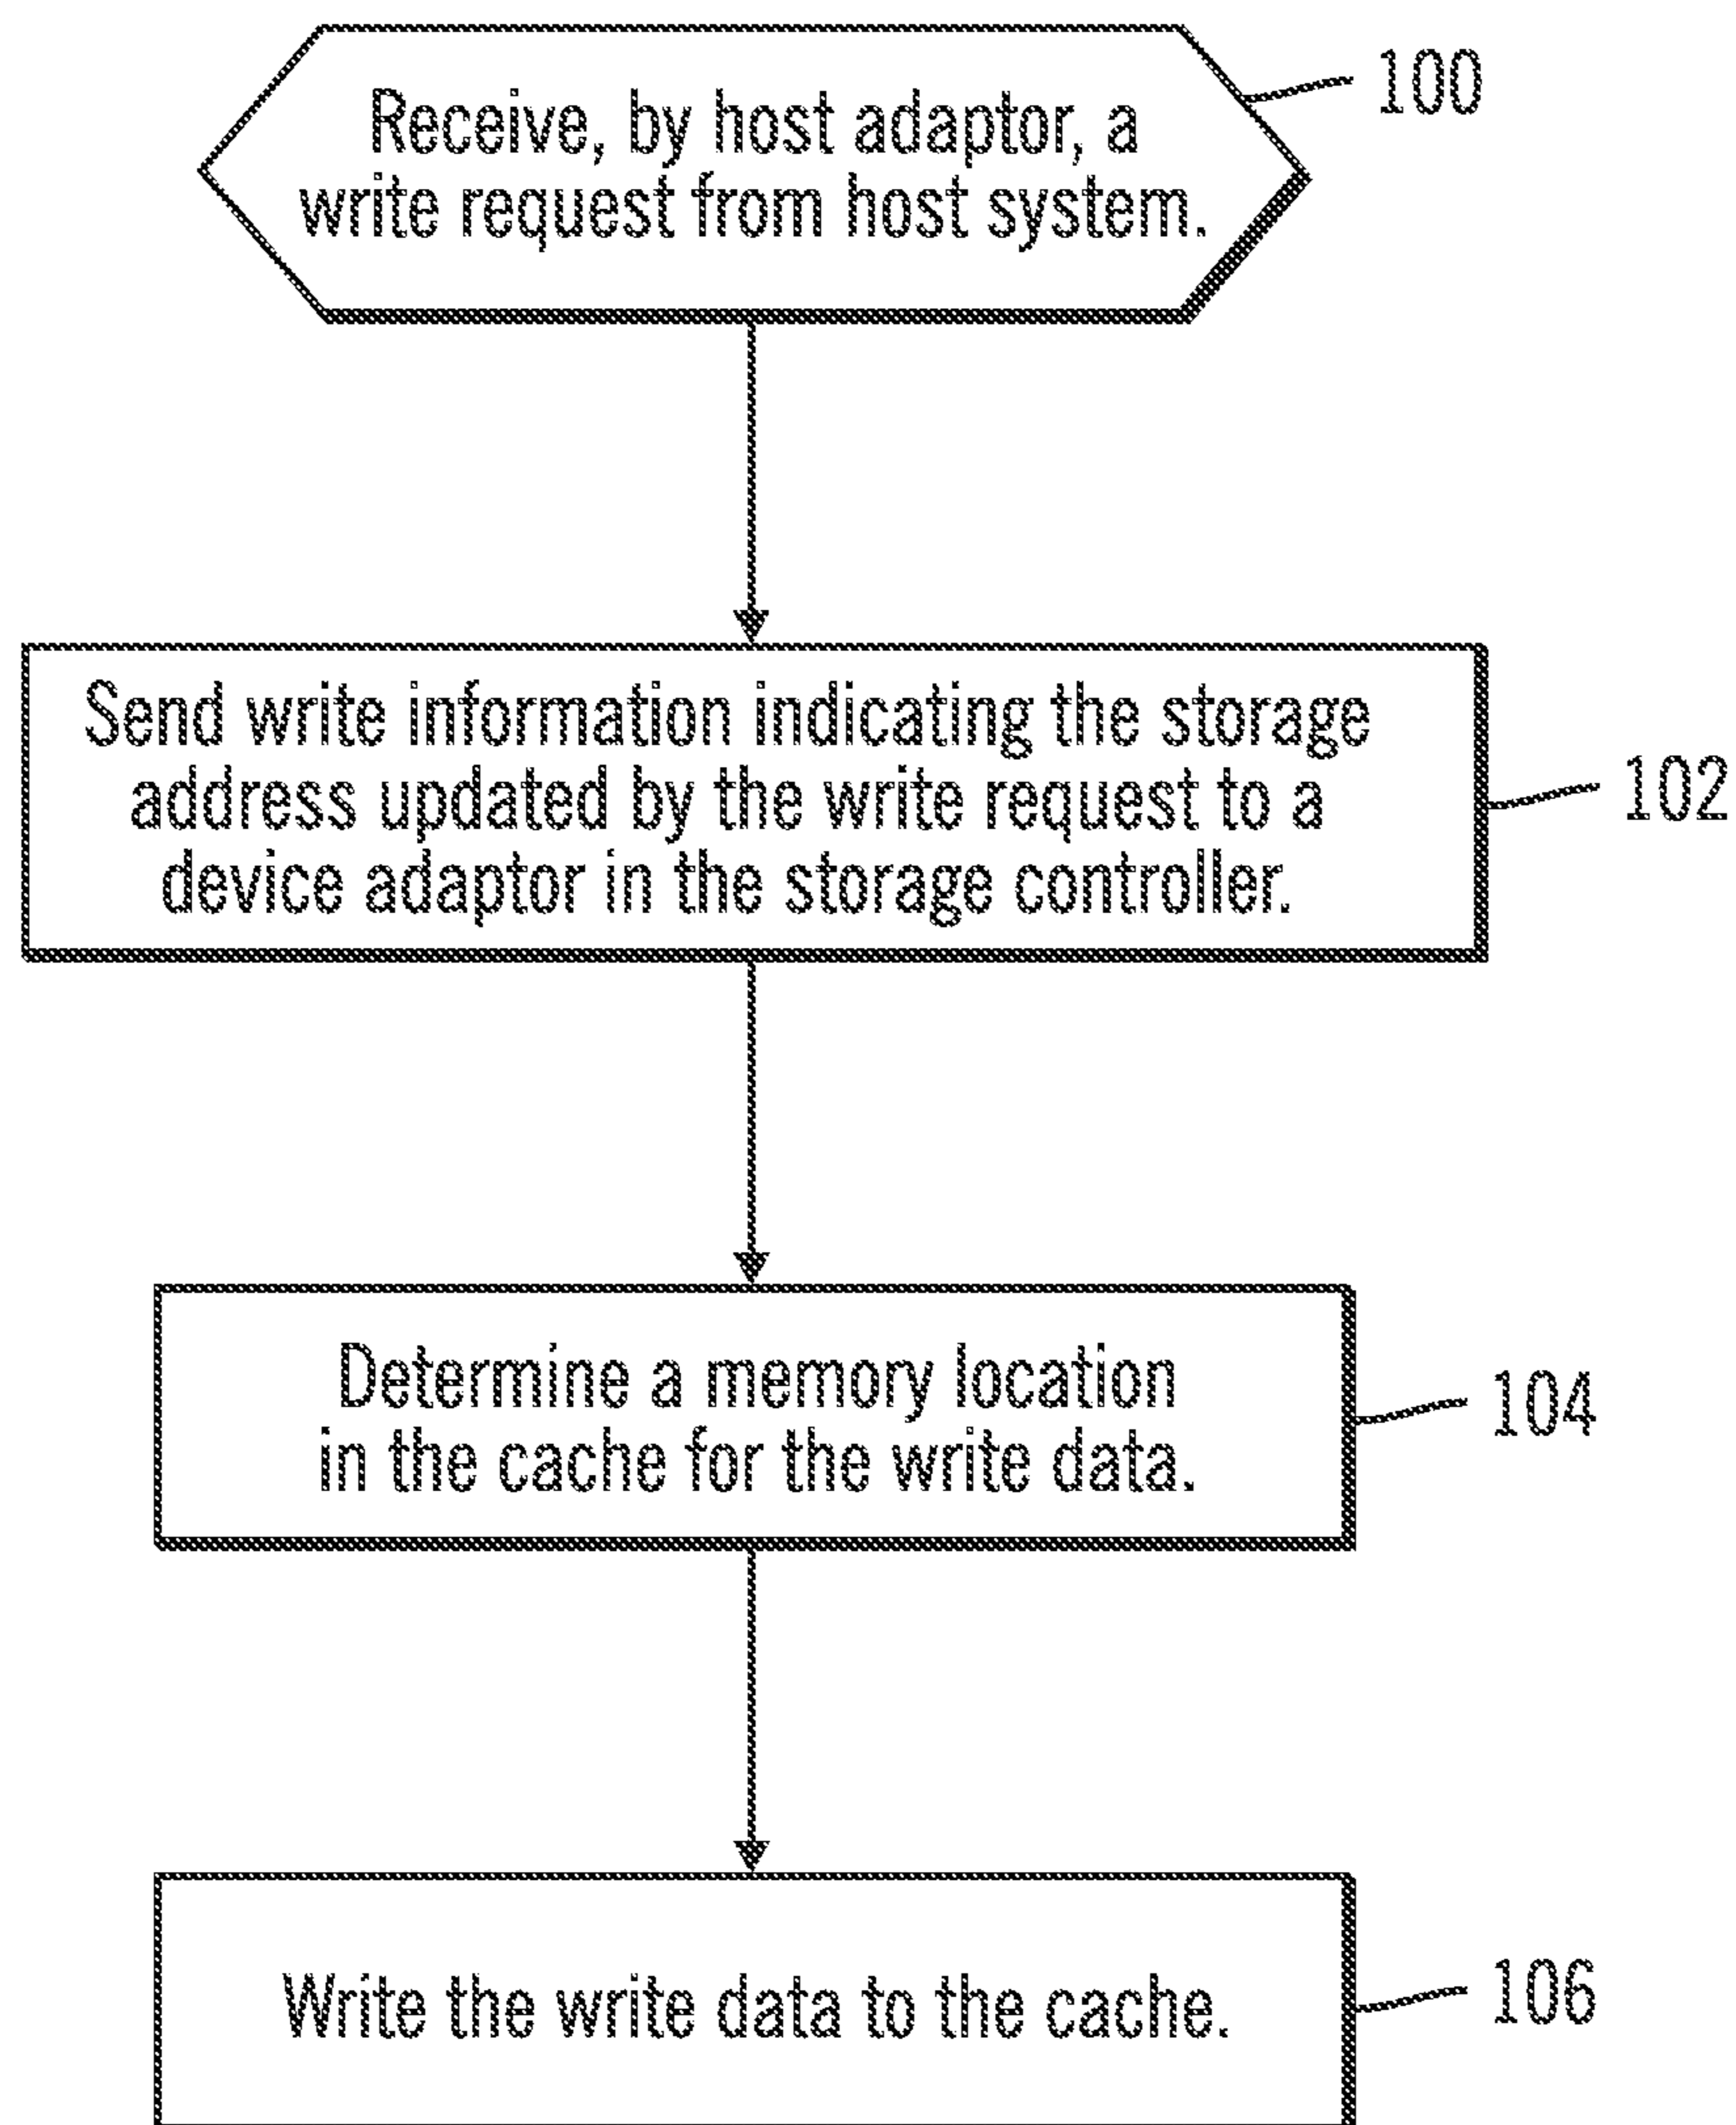 Receive, by host adaptor, a
write request from host system.
100
Send write information indicating the storage
address updated by the write request to a
device adaptor in the storage controller.
102
Determine a memory location
in the cache for the write data.
104
Write the write data to the cache.
106